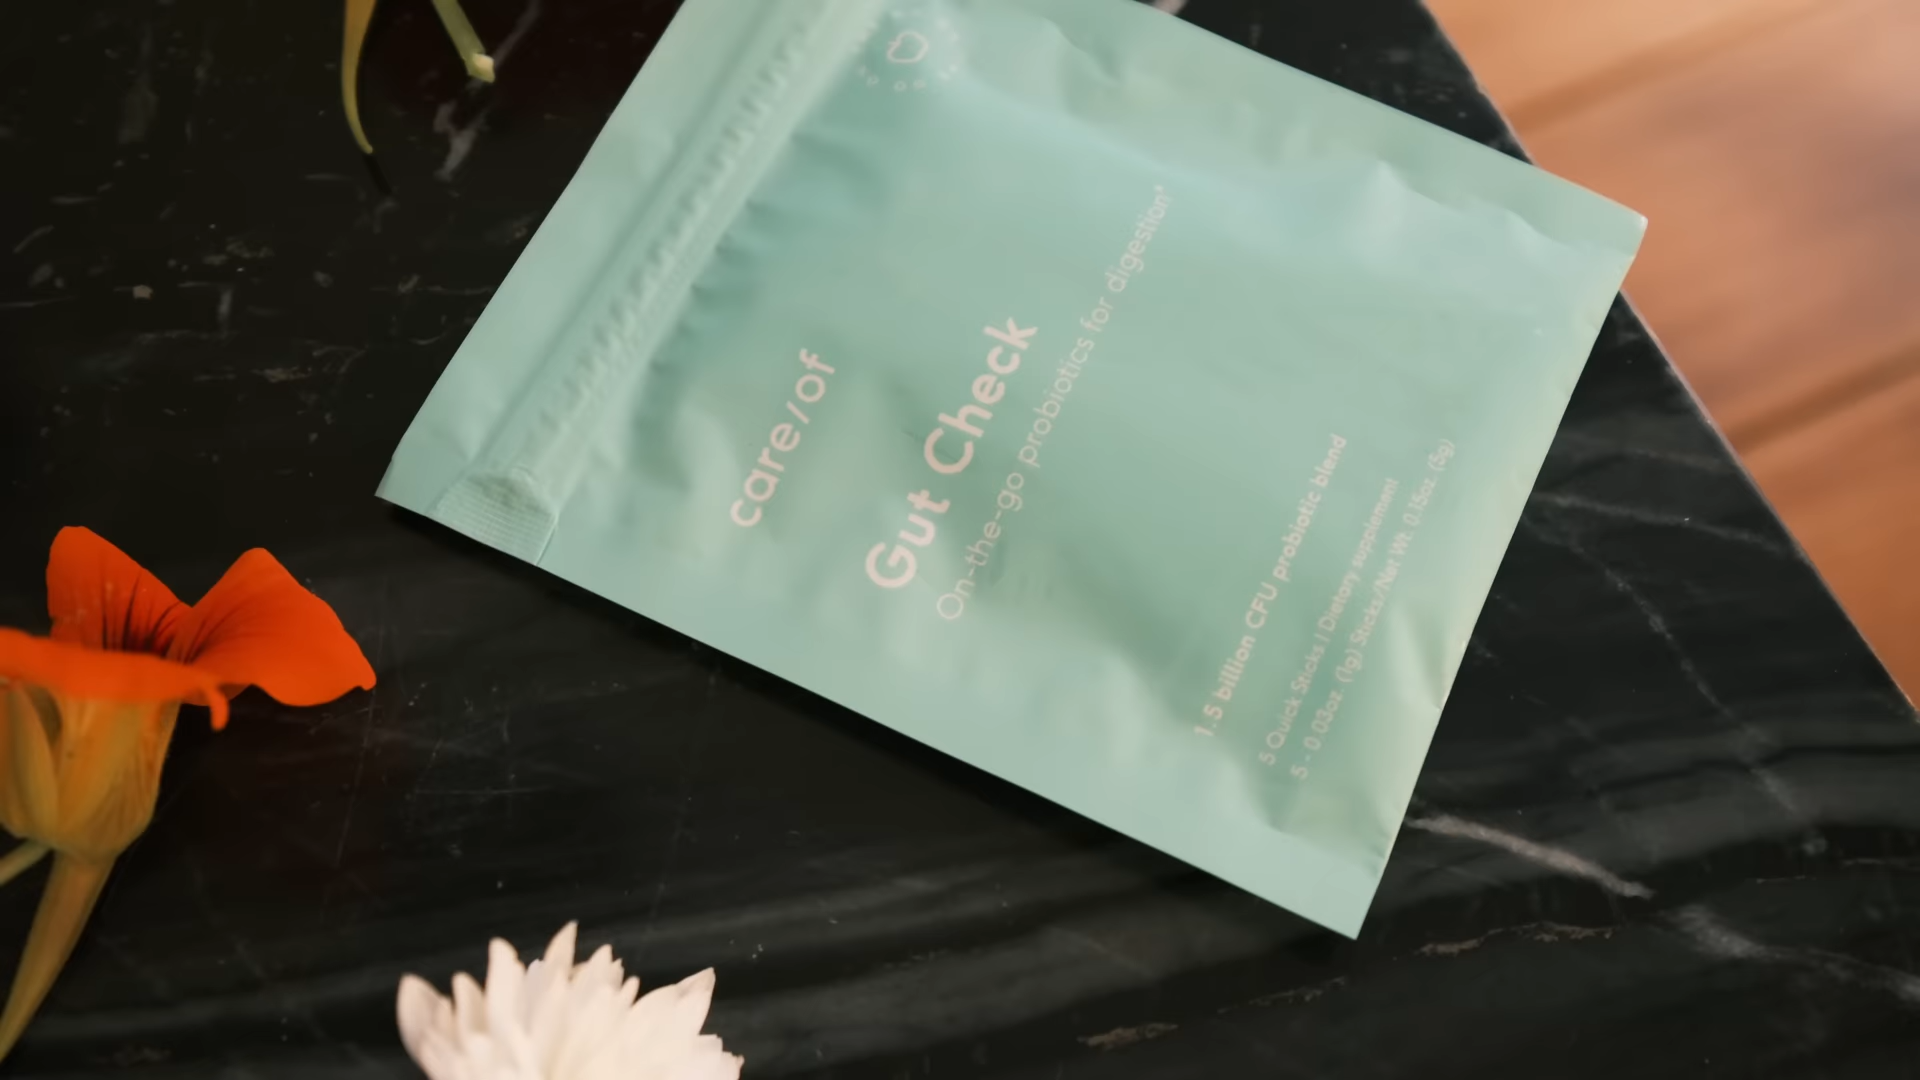 care/of
Gut Check
On-the-go probiotics for digestion*
1.5 billion CFU probiotic blend
5 Quick Sticks | Dietary supplement
5 - 0.03oz. (1g) Sticks/Net Wt. 0.15oz. (5g)